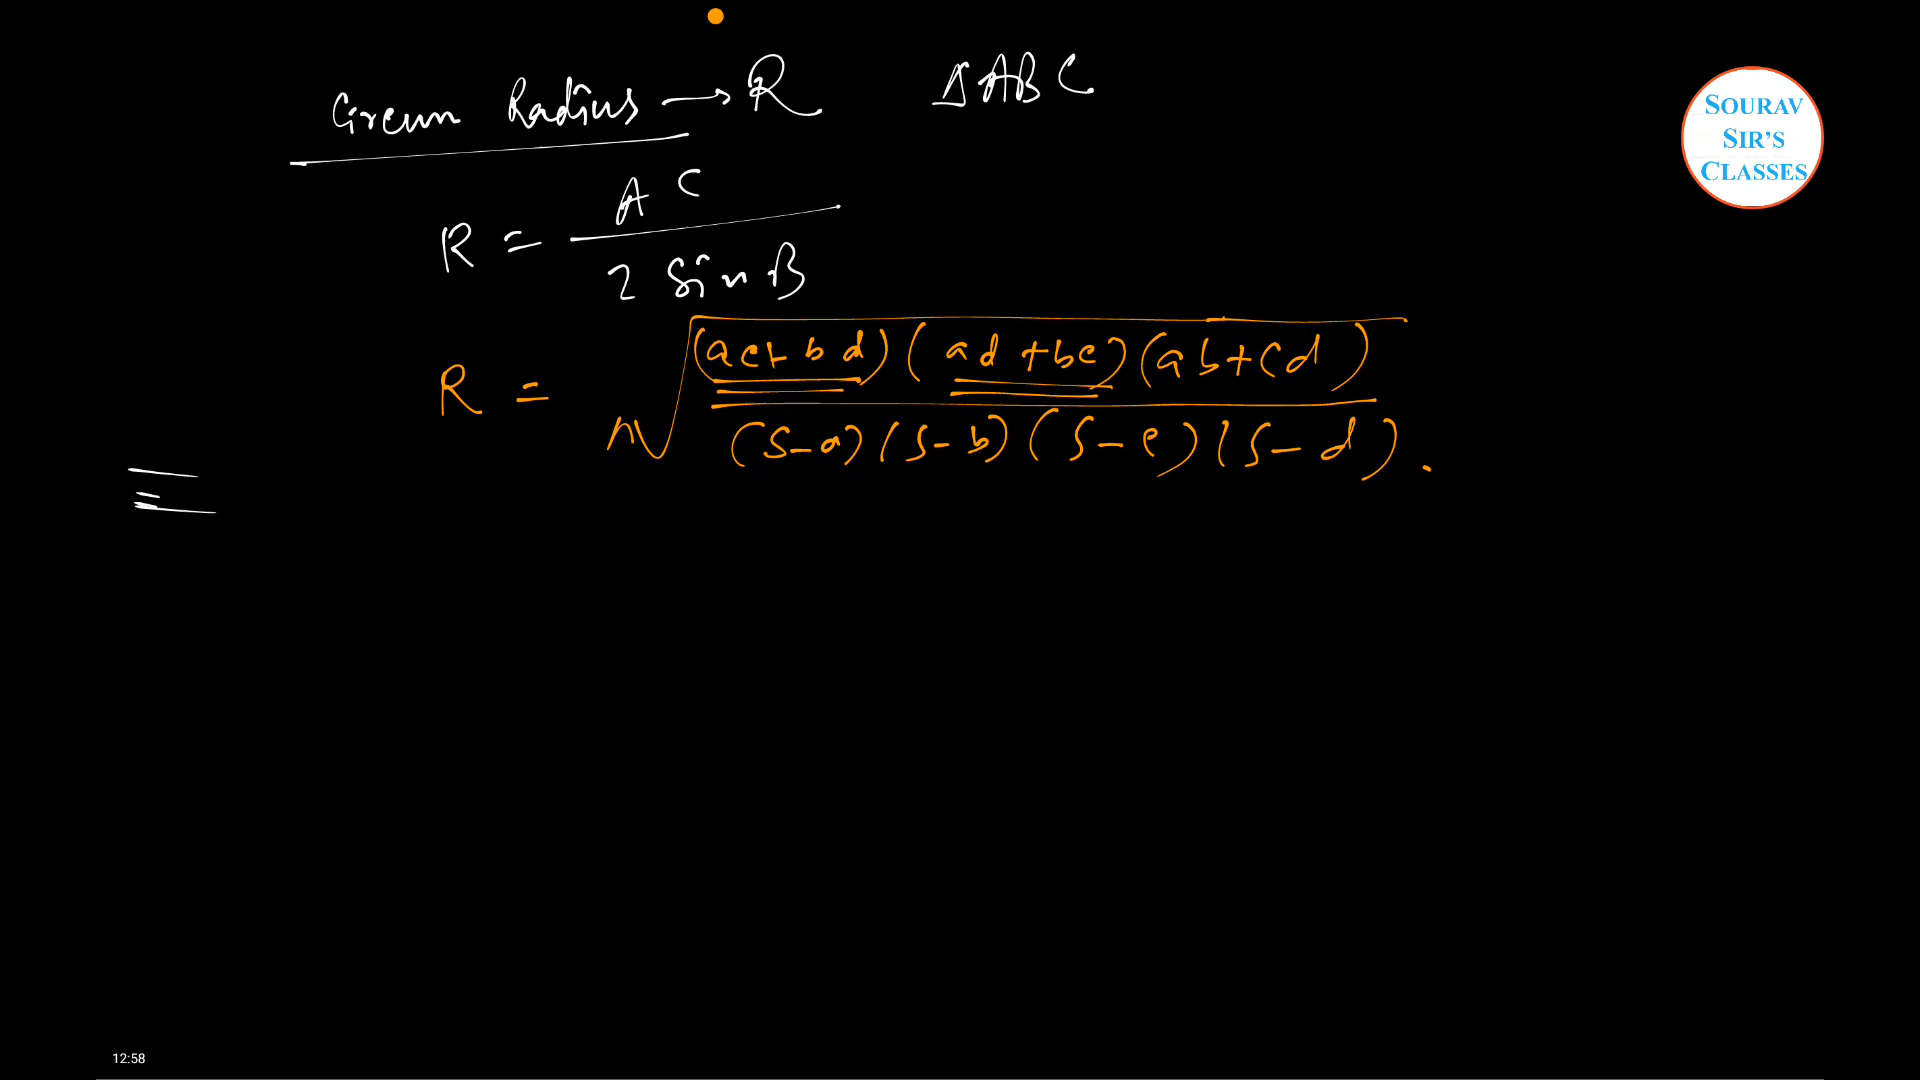 Circum Radius → R   ΔABC
SOURAV
SIR'S
CLASSES
R = AC / 2 Sin B
R = √((ac+bd)(ad+bc)(ab+cd) / (S-a)(S-b)(S-c)(S-d)).
12:58